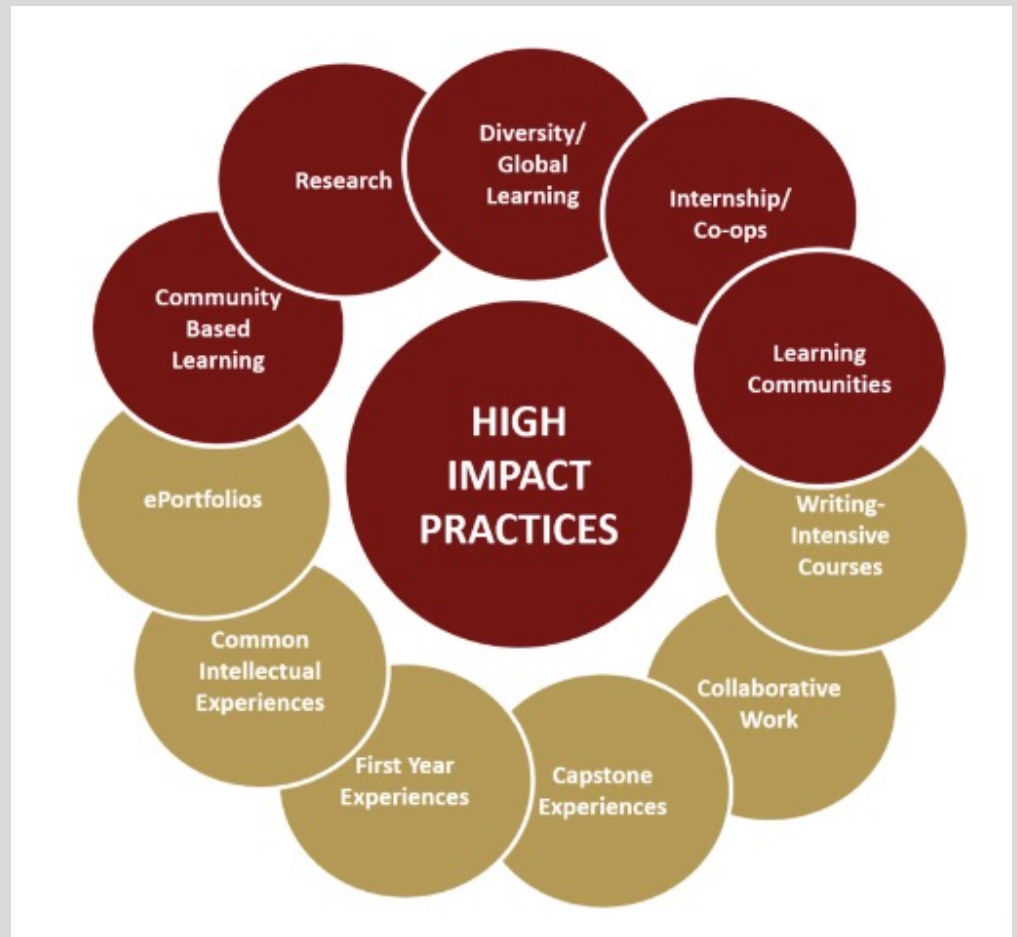 Diversity/
Global
Learning
Internship/
Co-ops
Learning
Communities
Writing-
Intensive
Courses
Collaborative
Work
Capstone
Experiences
First Year
Experiences
Common
Intellectual
Experiences
ePortfolios
Community
Based
Learning
Research
HIGH
IMPACT
PRACTICES